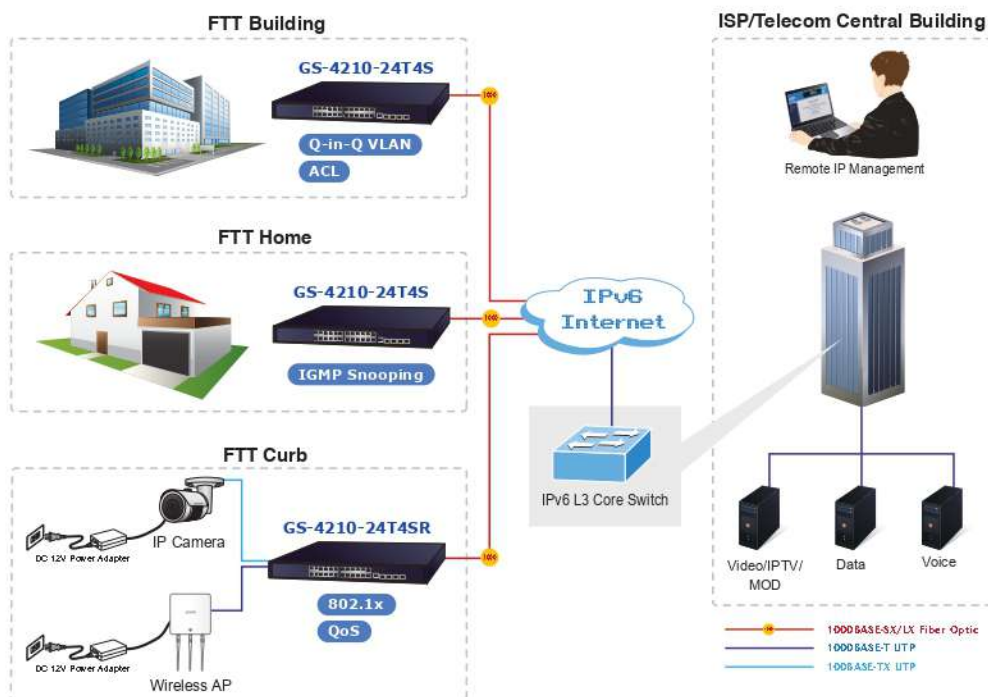 FTT Building
GS-4210-24T4S
Q-in-Q VLAN
ACL
FTT Home
GS-4210-24T4S
IGMP Snooping
FTT Curb
GS-4210-24T4SR
IP Camera
DC 12V Power Adapter
802.1x
QoS
DC 12V Power Adapter
Wireless AP
IPv6
Internet
IPv6 L3 Core Switch
ISP/Telecom Central Building
Remote IP Management
Video/IPTV/
MOD
Data
Voice
1000BASE-SX/LX Fiber Optic
1000BASE-T UTP
100BASE-TX UTP